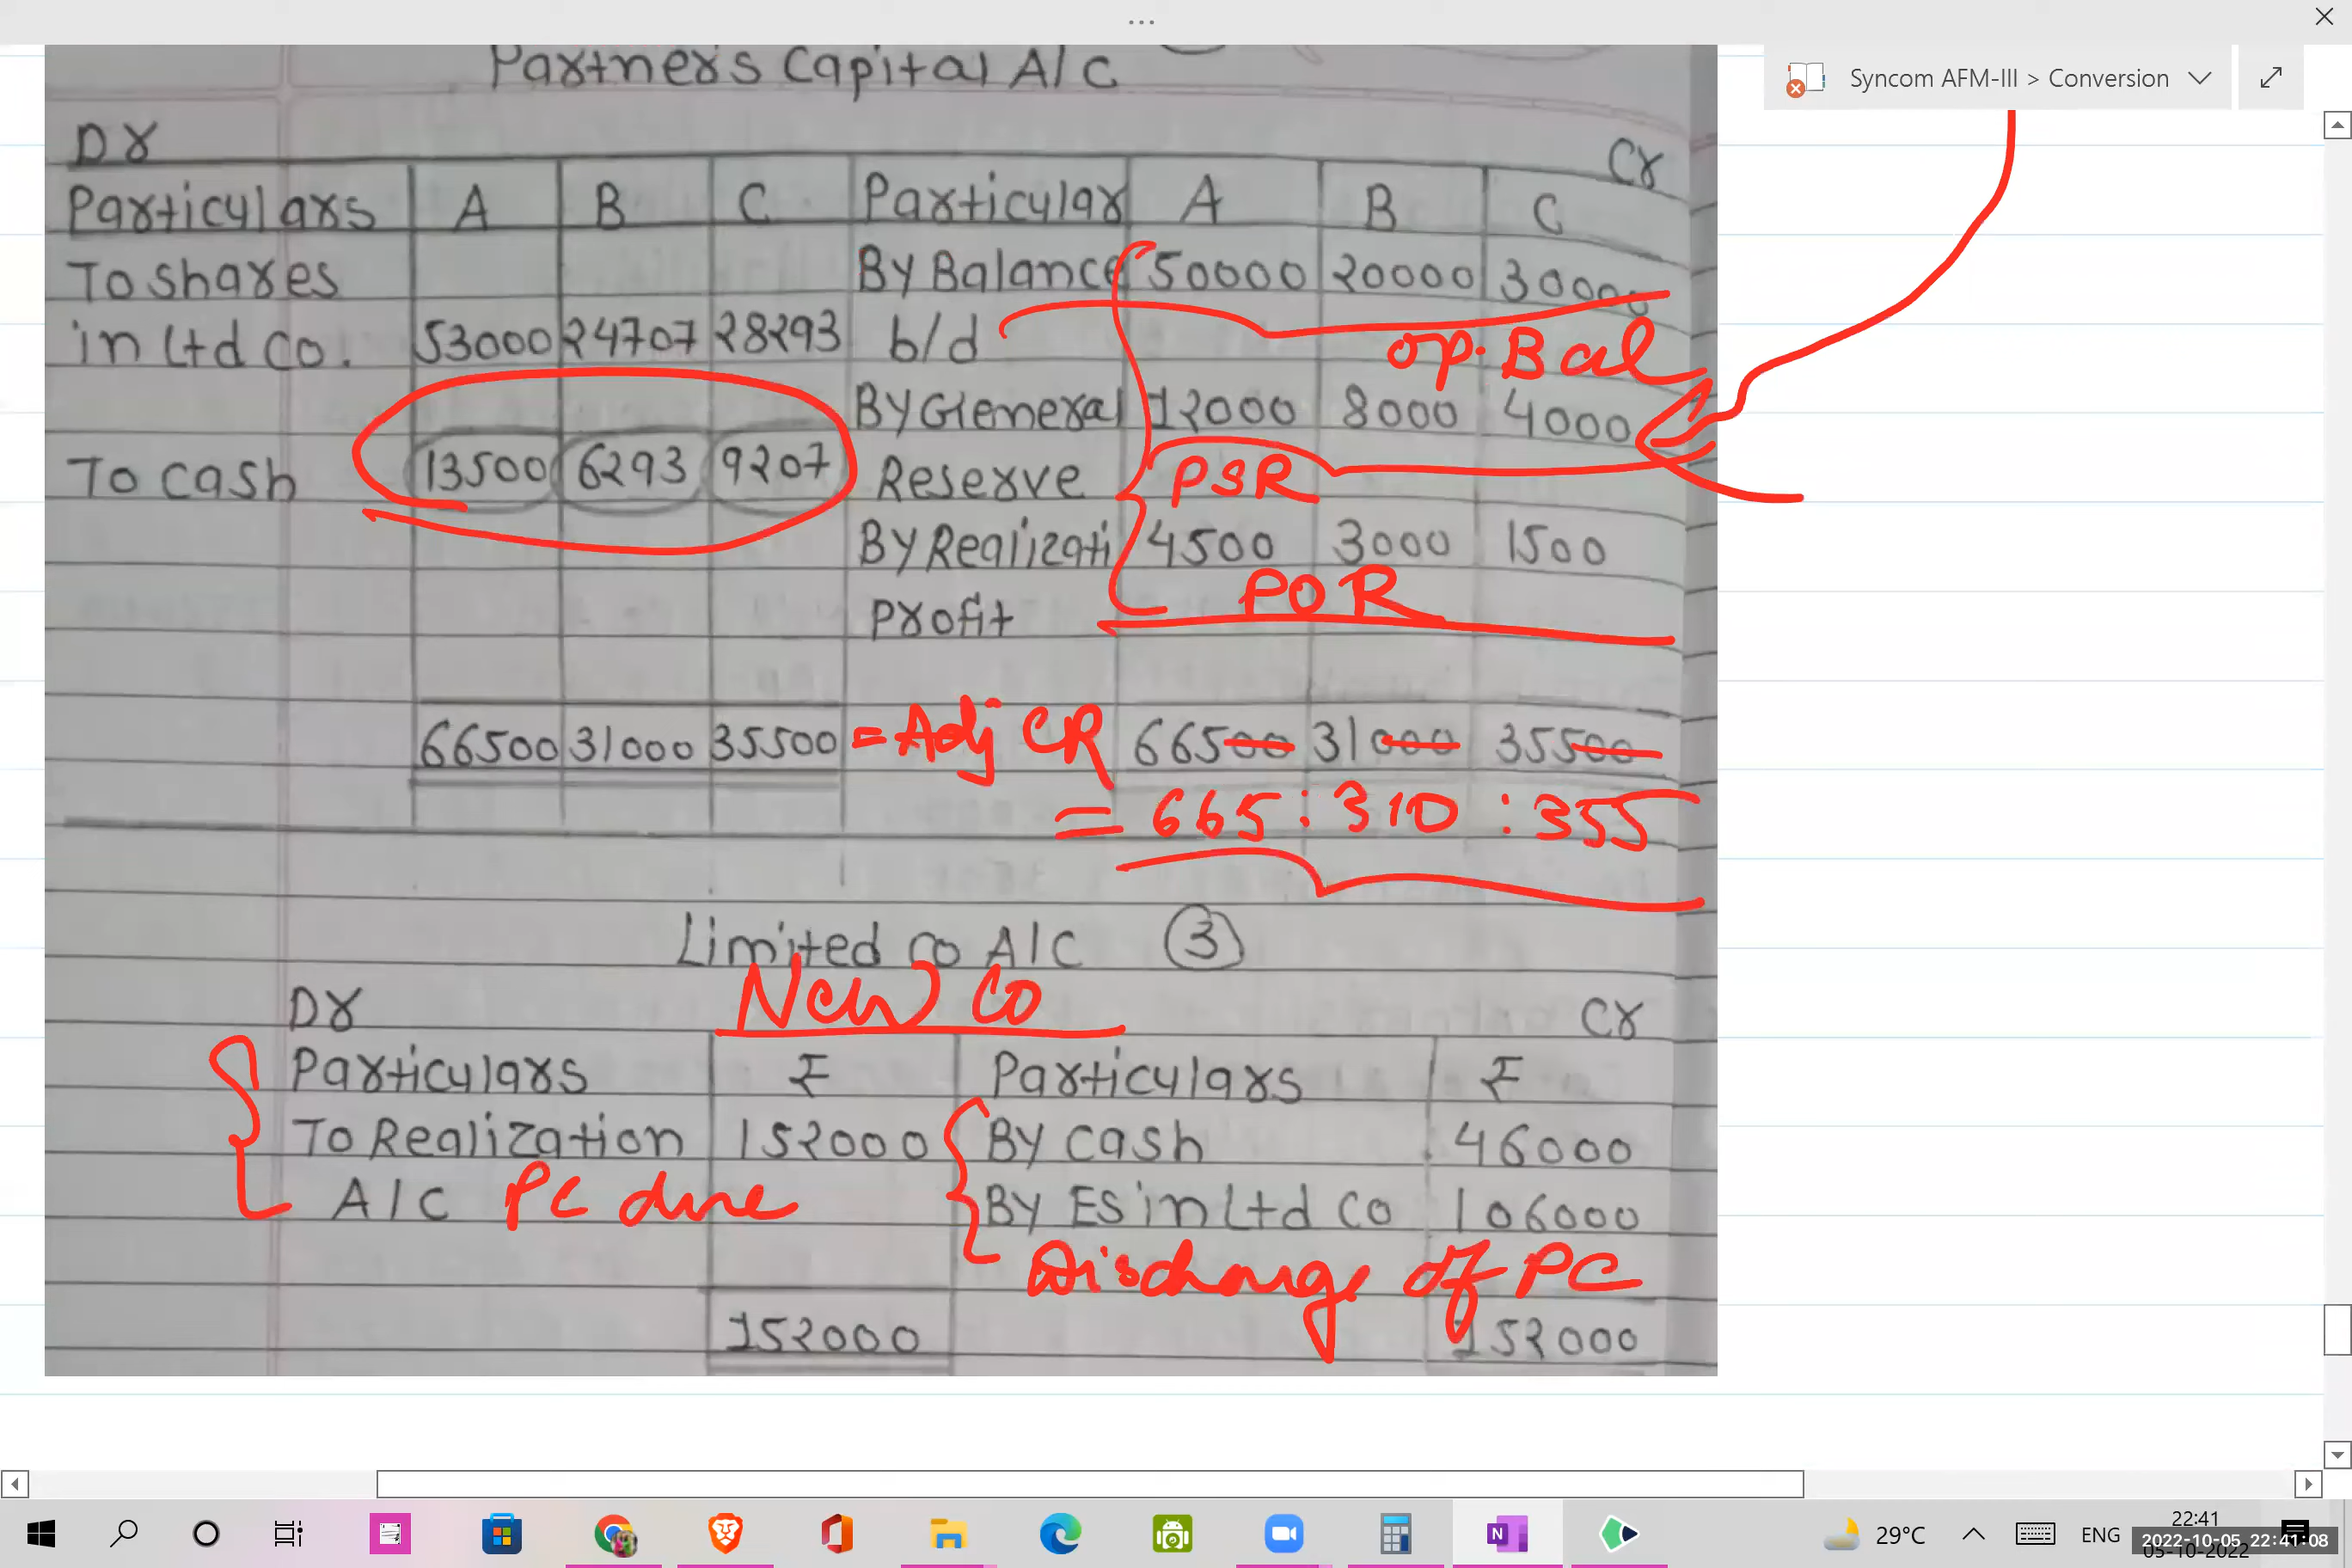 Syncom AFM-III > Conversion
Partners Capital A/C
Dr Cr
Particulars A B C Particular A B C
To shares By Balance 50000 20000 30000
in Ltd co. 53000 24707 28293 b/d
op. Bal
By General 12000 8000 4000
To cash 13500 6293 9207 Reserve PSR
By Realizati 4500 3000 1500
Profit POR
66500 31000 35500 = Adj CR 66500 31000 35500
= 665 : 310 : 355
Limited co A/C 3
New Co
Dr Cr
Particulars ₹ Particulars ₹
To Realization 152000 By Cash 46000
A/C PC due By ES in Ltd Co 106000
Discharge of PC
152000 152000
29°C ENG 22:41
2022-10-05, 22:41:08
05-10-2022